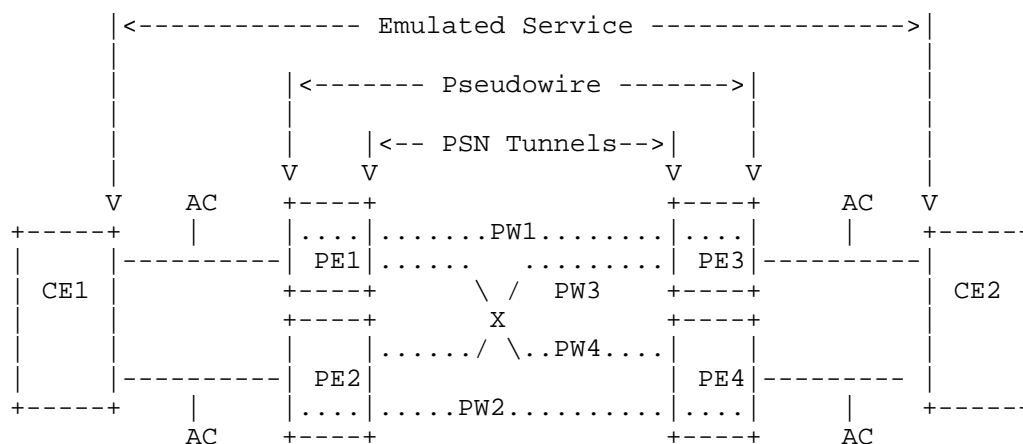 |<-------------- Emulated Service ---------------->|
|                                                  |
|          |<------- Pseudowire ------->|          |
|          |                            |          |
|          |    |<-- PSN Tunnels-->|    |          |
|          V    V                  V    V          |
V    AC    +----+                  +----+     AC   V
+-----+    |     |....|.......PW1........|....|     |    +-----
|     |----------| PE1|......   .........| PE3|----------|
| CE1 |          +----+      \ /  PW3    +----+          | CE2
|     |          +----+       X          +----+          |
|     |          |    |....../ \..PW4....|    |          |
|     |----------| PE2|                  | PE4|--------- |
+-----+    |     |....|.....PW2..........|....|     |    +-----
AC    +----+                  +----+    AC